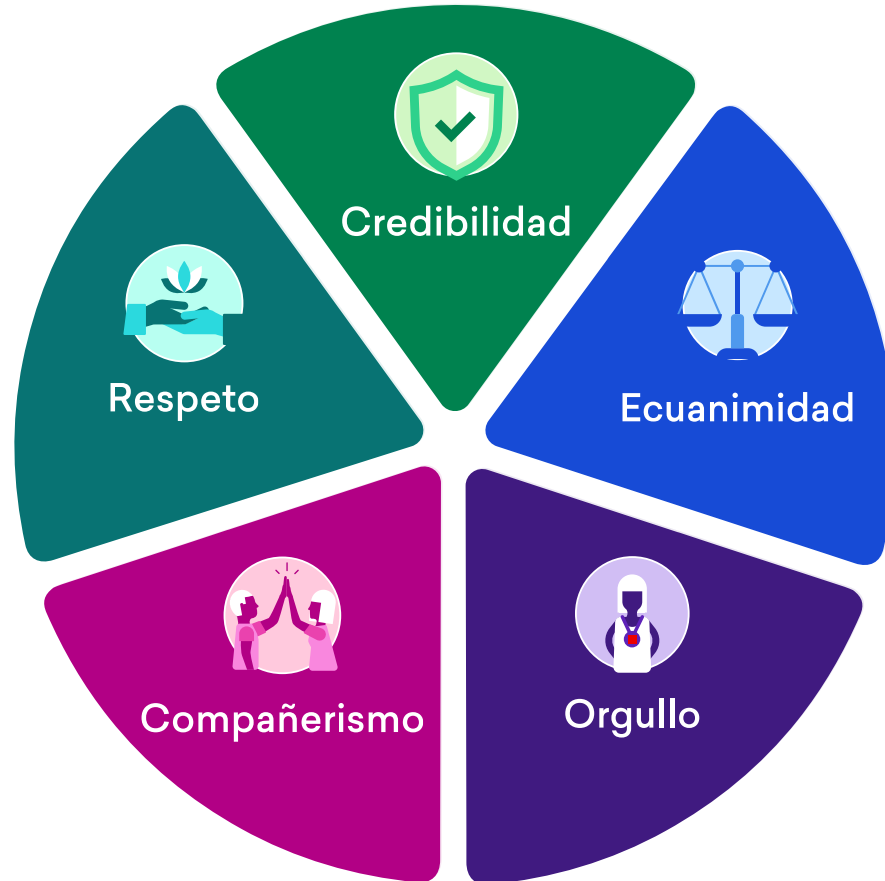 Credibilidad
Respeto
Ecuanimidad
Compañerismo
Orgullo